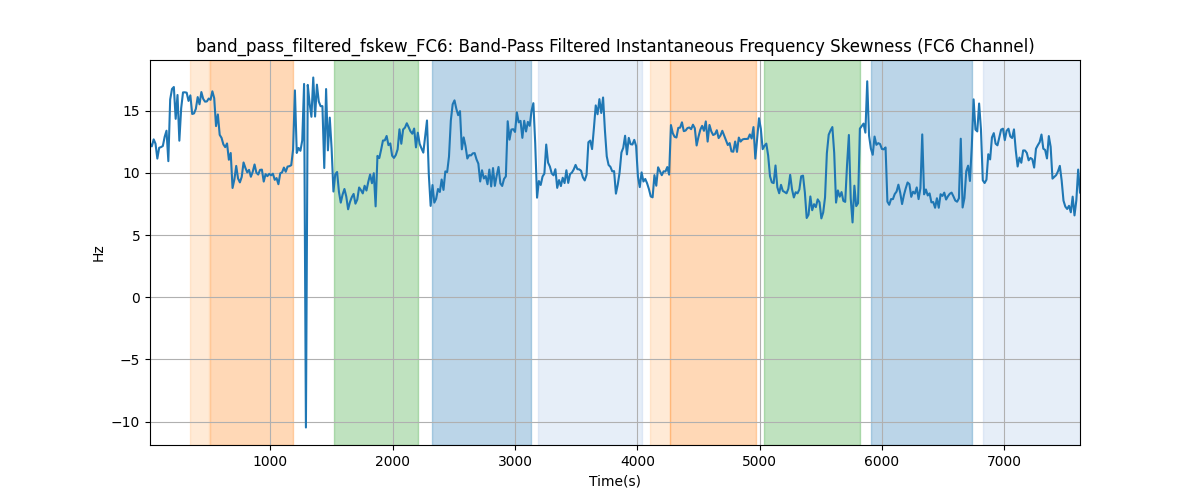 band_pass_filtered_fskew_FC6: Band-Pass Filtered Instantaneous Frequency Skewness (FC6 Channel)
15
10
5
0
−5
−10
Hz
1000 2000 3000 4000 5000 6000 7000
Time(s)